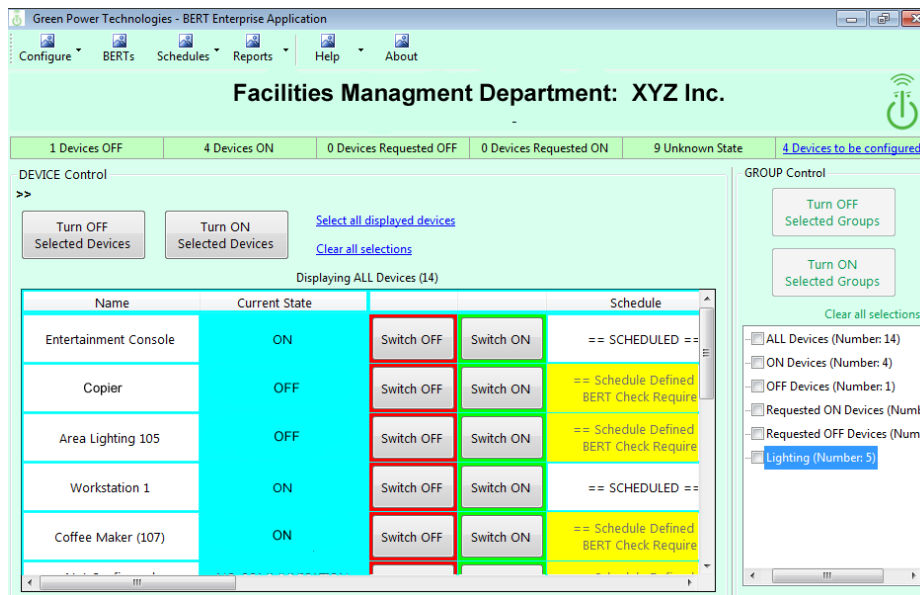 Green Power Technologies - BERT Enterprise Application
Configure BERTs Schedules Reports Help About
Facilities Managment Department: XYZ Inc.
-
1 Devices OFF 4 Devices ON 0 Devices Requested OFF 0 Devices Requested ON 9 Unknown State 4 Devices to be configured
DEVICE Control
>>
Turn OFF
Selected Devices
Turn ON
Selected Devices
Select all displayed devices
Clear all selections
Displaying ALL Devices (14)
Name Current State Schedule
Entertainment Console ON Switch OFF Switch ON == SCHEDULED ==
Copier OFF Switch OFF Switch ON == Schedule Defined
BERT Check Require
Area Lighting 105 OFF Switch OFF Switch ON == Schedule Defined
BERT Check Require
Workstation 1 ON Switch OFF Switch ON == SCHEDULED ==
Coffee Maker (107) ON Switch OFF Switch ON == Schedule Defined
BERT Check Require
GROUP Control
Turn OFF
Selected Groups
Turn ON
Selected Groups
Clear all selections
ALL Devices (Number: 14)
ON Devices (Number: 4)
OFF Devices (Number: 1)
Requested ON Devices (Numb
Requested OFF Devices (Num
Lighting (Number: 5)